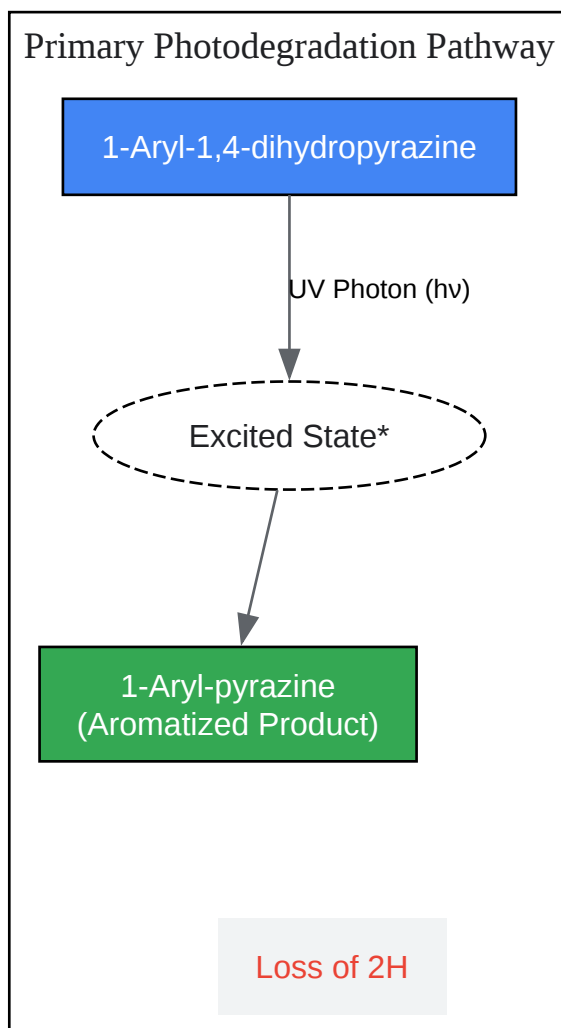 Primary Photodegradation Pathway
1-Aryl-1,4-dihydropyrazine
UV Photon (hν)
Excited State*
1-Aryl-pyrazine
(Aromatized Product)
Loss of 2H